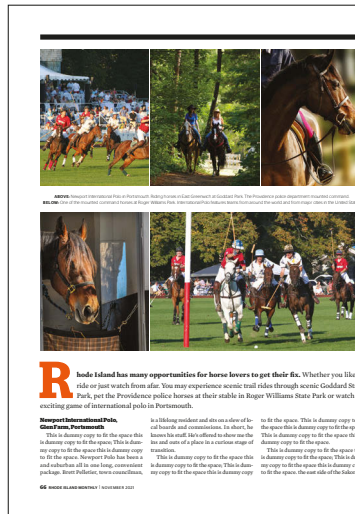 ABOVE: Newport International Polo in Portsmouth. Riding horses in East Greenwich at Goddard Park. The Providence police department mounted command
BELOW: One of the mounted command horses at Roger Williams Park. International Polo features teams from around the world and from major cities in the United Sta
Rhode Island has many opportunities for horse lovers to get their fix. Whether you like
ride or just watch from afar. You may experience scenic trail rides through scenic Goddard St
Park, pet the Providence police horses at their stable in Roger Williams State Park or watch
exciting game of international polo in Portsmouth.
Newport International Polo,
Glen Farm, Portsmouth
This is dummy copy to fit the space this
is dummy copy to fit the space; This is dum-
my copy to fit the space this is dummy copy
to fit the space. Newport Polo has been a
and suburban all in one long, convenient
package. Brett Pelletier, town councilman,
is a lifelong resident and sits on a slew of lo-
cal boards and commissions. In short, he
knows his stuff. He's offered to show me the
ins and outs of a place in a curious stage of
transition.
This is dummy copy to fit the space this
is dummy copy to fit the space; This is dum-
my copy to fit the space this is dummy copy
to fit the space. This is dummy copy to
the space this is dummy copy to fit the sp
This is dummy copy to fit the space th
dummy copy to fit the space.
This is dummy copy to fit the space
is dummy copy to fit the space; This is d
my copy to fit the space this is dummy c
to fit the space. the east side of the Sakor
66 RHODE ISLAND MONTHLY | NOVEMBER 2021